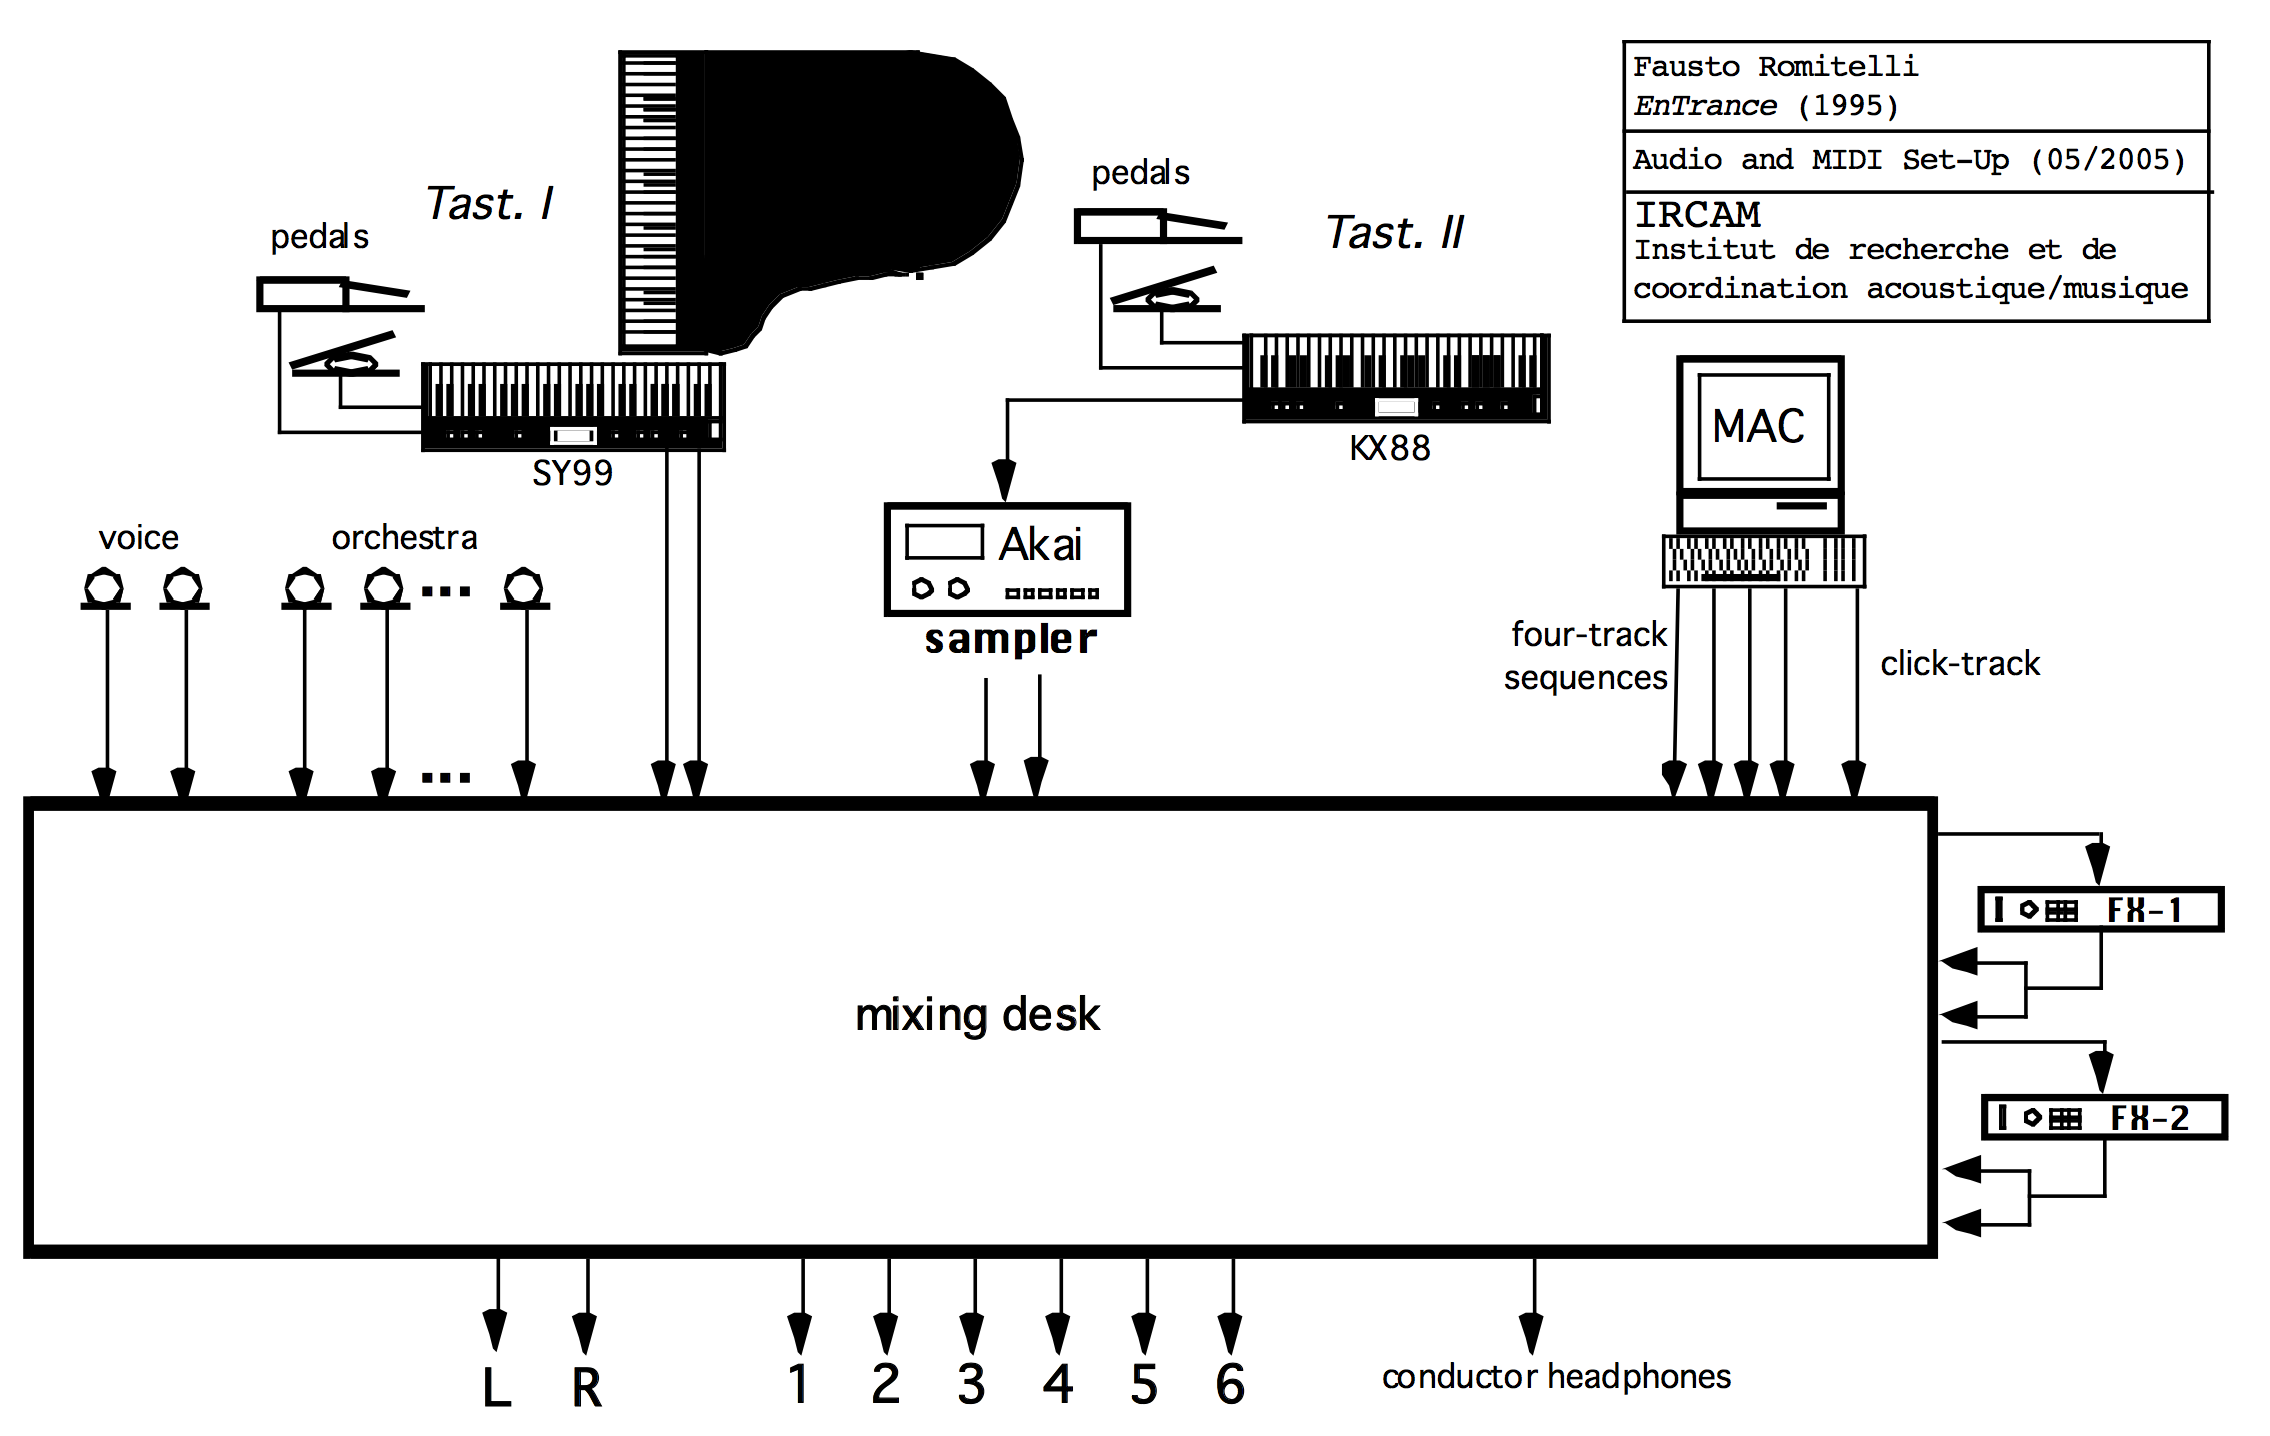 Fausto Romitelli
EnTrance (1995)
Audio and MIDI Set-Up (05/2005)
IRCAM
Institut de recherche et de
coordination acoustique/musique
pedals
Tast. I
pedals
Tast. II
SY99
KX88
MAC
voice
orchestra
...
Akai
sampler
four-track
sequences
click-track
...
mixing desk
FX-1
FX-2
L R 1 2 3 4 5 6
conductor headphones